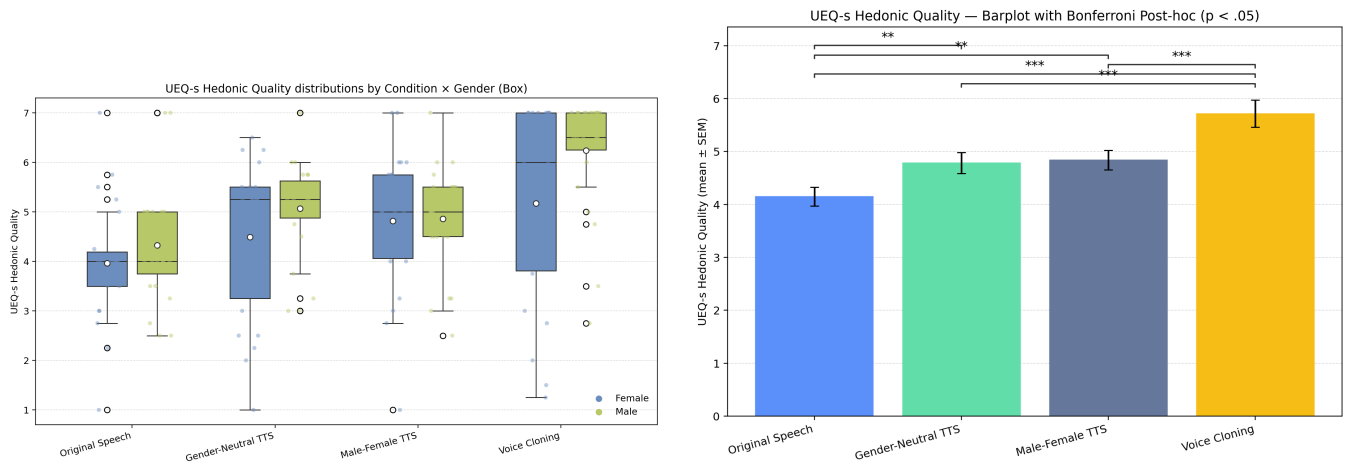 UEQ-s Hedonic Quality distributions by Condition × Gender (Box)
UEQ-s Hedonic Quality
7
6
5
4
3
2
1
Original Speech
Gender-Neutral TTS
Male-Female TTS
Voice Cloning
Female
Male
UEQ-s Hedonic Quality — Barplot with Bonferroni Post-hoc (p < .05)
UEQ-s Hedonic Quality (mean ± SEM)
7
6
5
4
3
2
1
0
**
**
***
***
***
Original Speech
Gender-Neutral TTS
Male-Female TTS
Voice Cloning